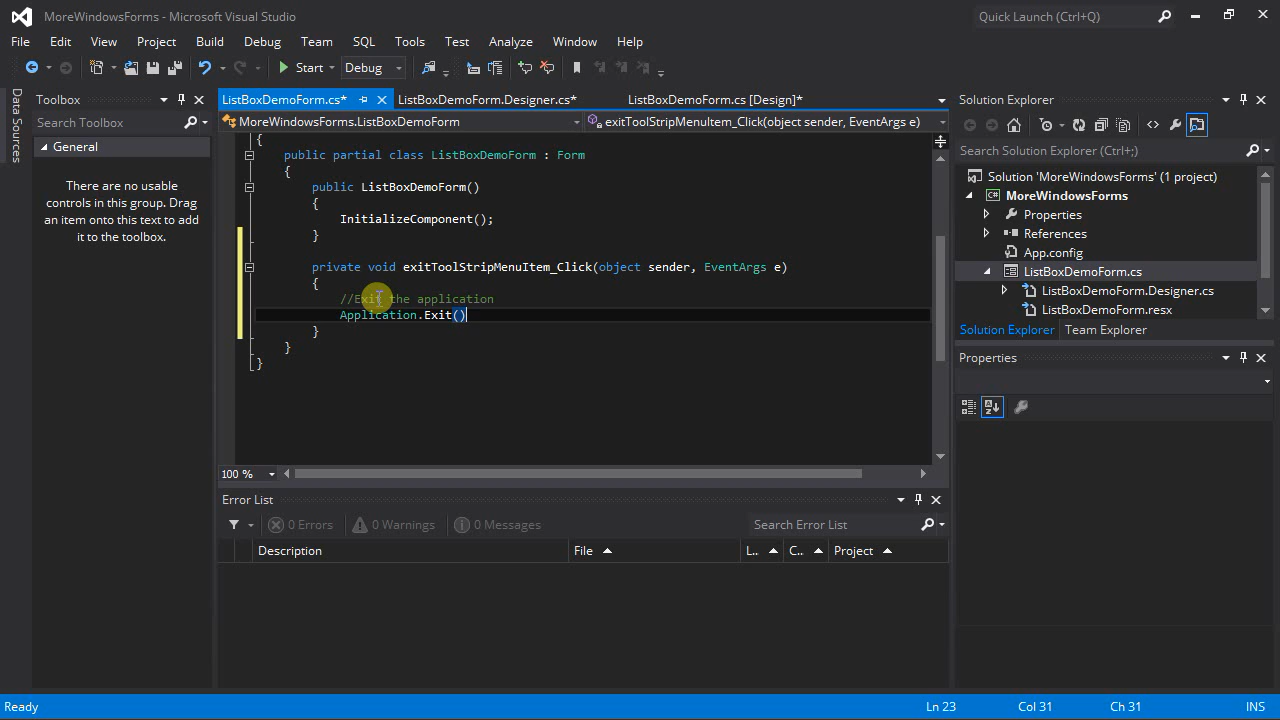 MoreWindowsForms - Microsoft Visual Studio
Quick Launch (Ctrl+Q)
File Edit View Project Build Debug Team SQL Tools Test Analyze Window Help
Start Debug
Data Sources
Toolbox
Search Toolbox
General
There are no usable
controls in this group. Drag
an item onto this text to add
it to the toolbox.
ListBoxDemoForm.cs* ListBoxDemoForm.Designer.cs* ListBoxDemoForm.cs [Design]*
MoreWindowsForms.ListBoxDemoForm exitToolStripMenuItem_Click(object sender, EventArgs e)
{
public partial class ListBoxDemoForm : Form
{
public ListBoxDemoForm()
{
InitializeComponent();
}
private void exitToolStripMenuItem_Click(object sender, EventArgs e)
{
//Exit the application
Application.Exit()
}
}
}
100 %
Error List
0 Errors 0 Warnings 0 Messages
Search Error List
Description File L.. C.. Project
Solution Explorer
Search Solution Explorer (Ctrl+;)
Solution 'MoreWindowsForms' (1 project)
C# MoreWindowsForms
Properties
References
App.config
ListBoxDemoForm.cs
ListBoxDemoForm.Designer.cs
ListBoxDemoForm.resx
Solution Explorer Team Explorer
Properties
Ready
Ln 23 Col 31 Ch 31 INS